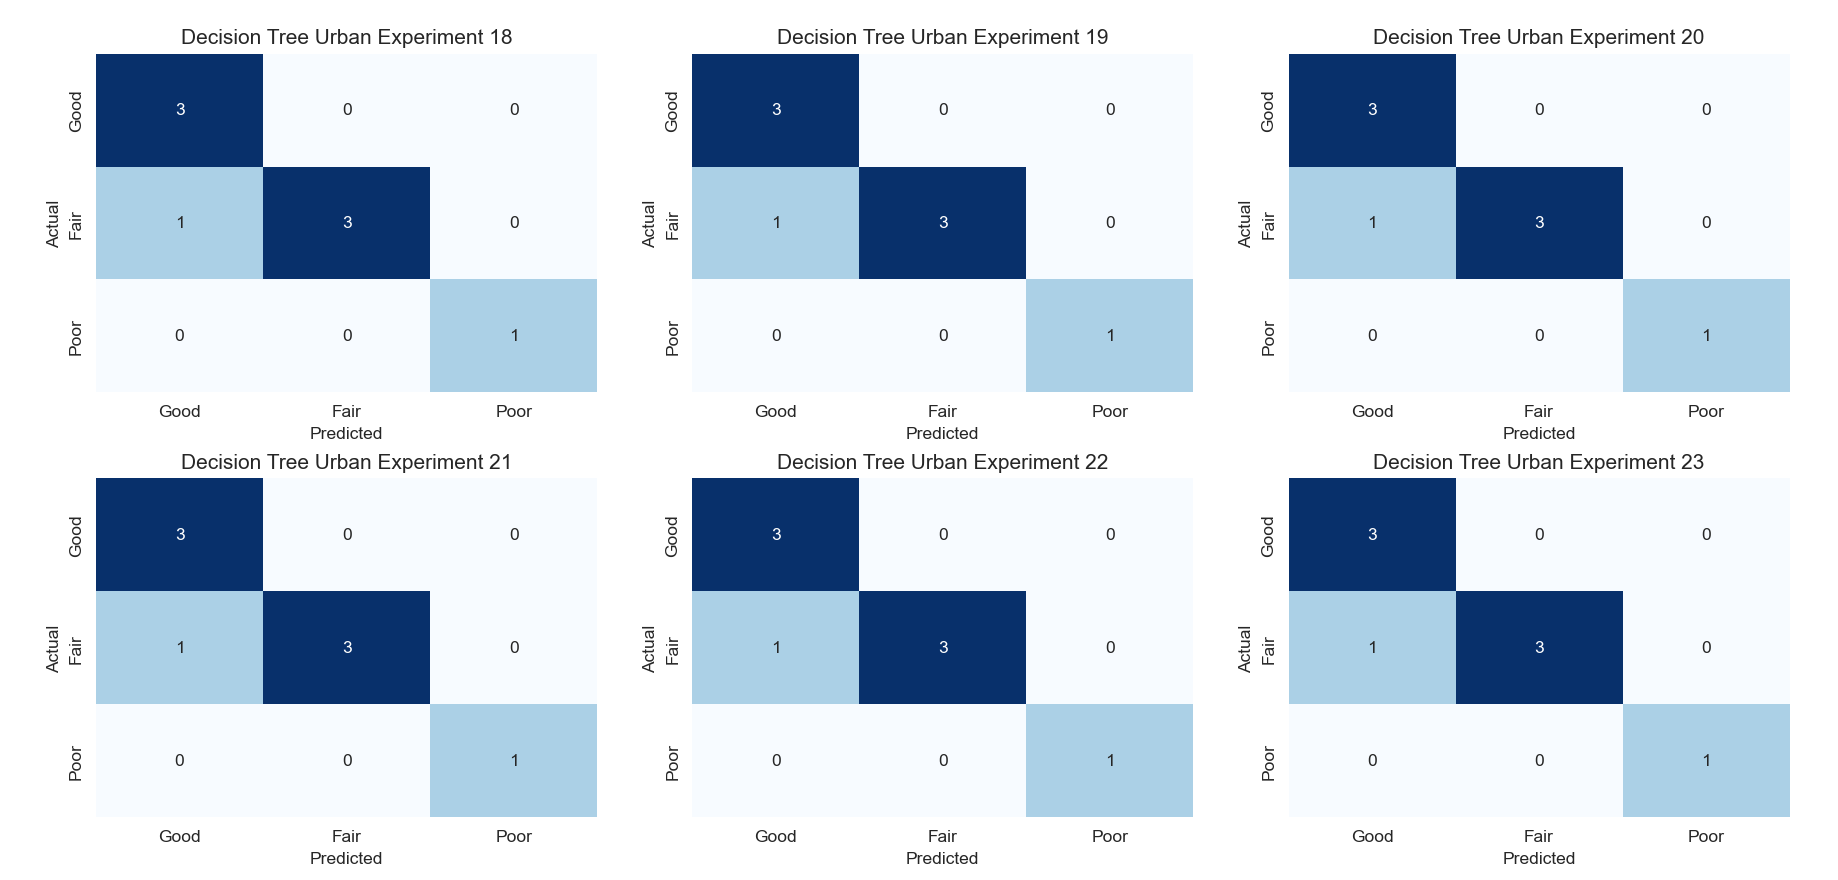 Decision Tree Urban Experiment 18
Good 3 0 0
Actual
Fair 1 3 0
Poor 0 0 1
Good Fair Poor
Predicted
Decision Tree Urban Experiment 19
Good 3 0 0
Actual
Fair 1 3 0
Poor 0 0 1
Good Fair Poor
Predicted
Decision Tree Urban Experiment 20
Good 3 0 0
Actual
Fair 1 3 0
Poor 0 0 1
Good Fair Poor
Predicted
Decision Tree Urban Experiment 21
Good 3 0 0
Actual
Fair 1 3 0
Poor 0 0 1
Good Fair Poor
Predicted
Decision Tree Urban Experiment 22
Good 3 0 0
Actual
Fair 1 3 0
Poor 0 0 1
Good Fair Poor
Predicted
Decision Tree Urban Experiment 23
Good 3 0 0
Actual
Fair 1 3 0
Poor 0 0 1
Good Fair Poor
Predicted